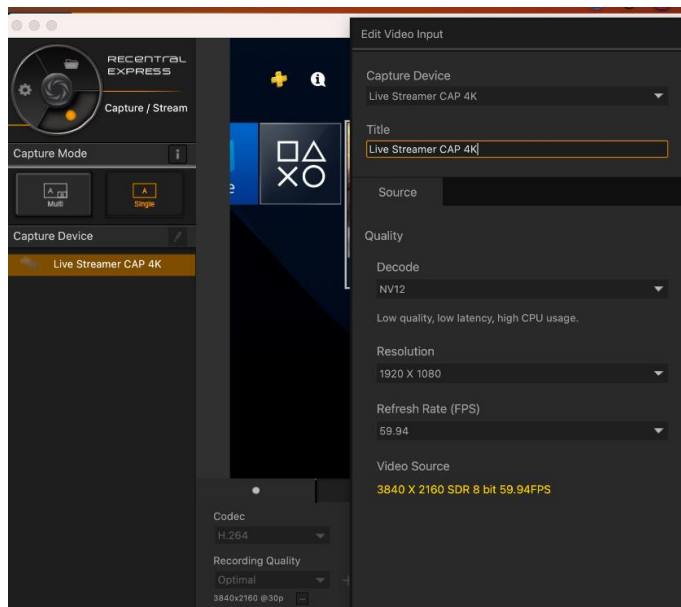 RECENTRAL
EXPRESS
Capture / Stream
Capture Mode
i
A
Multi
A
Single
Capture Device
Live Streamer CAP 4K
Edit Video Input
Capture Device
Live Streamer CAP 4K
Title
Live Streamer CAP 4K
Source
Quality
Decode
NV12
Low quality, low latency, high CPU usage.
Resolution
1920 X 1080
Refresh Rate (FPS)
59.94
Video Source
3840 X 2160 SDR 8 bit 59.94FPS
Codec
H.264
Recording Quality
Optimal
3840x2160 @30p